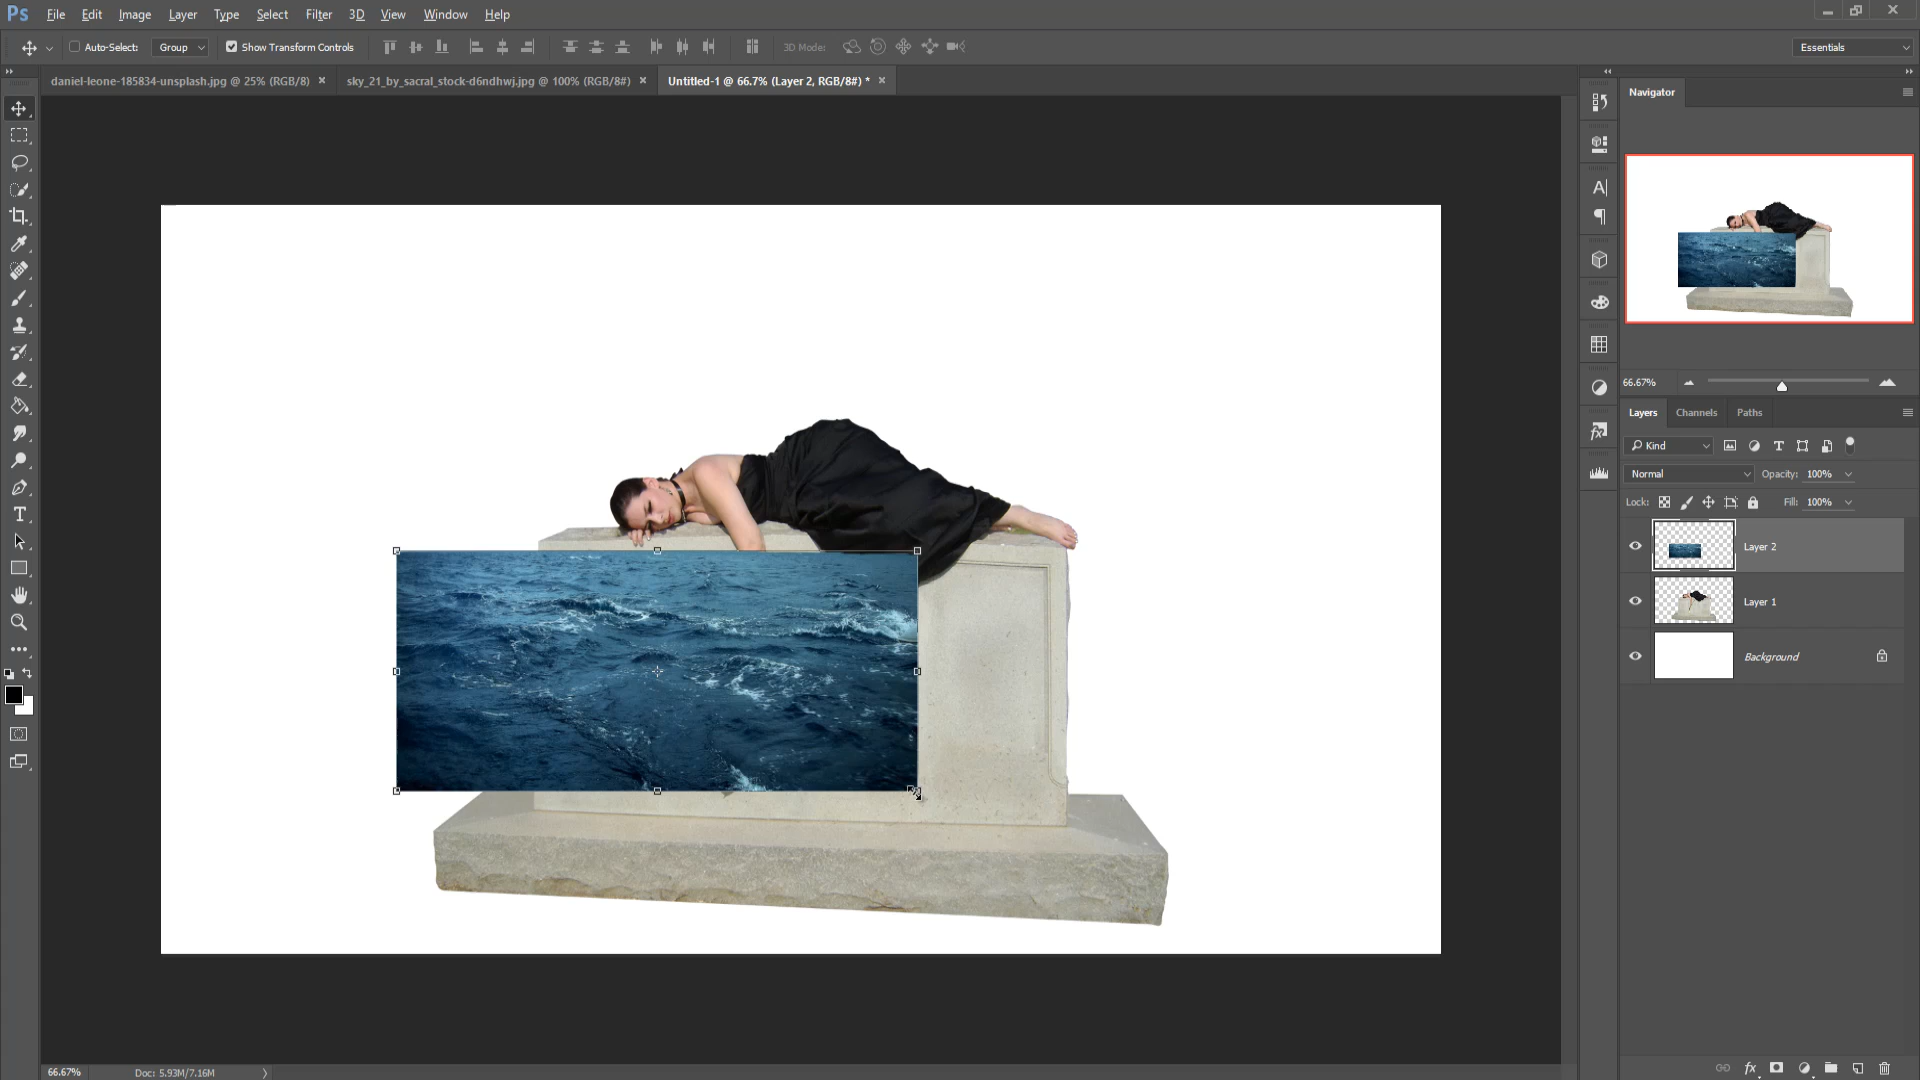 Ps File Edit Image Layer Type Select Filter 3D View Window Help
Auto-Select: Group Show Transform Controls 3D Mode: Essentials
daniel-leone-185834-unsplash.jpg @ 25% (RGB/8) × sky_21_by_sacral_stock-d6ndhwj.jpg @ 100% (RGB/8#) × Untitled-1 @ 66.7% (Layer 2, RGB/8#) * ×
Navigator
66.67%
Layers Channels Paths
Kind
Normal Opacity: 100%
Lock: Fill: 100%
Layer 2
Layer 1
Background
66.67% Doc: 5.93M/7.16M